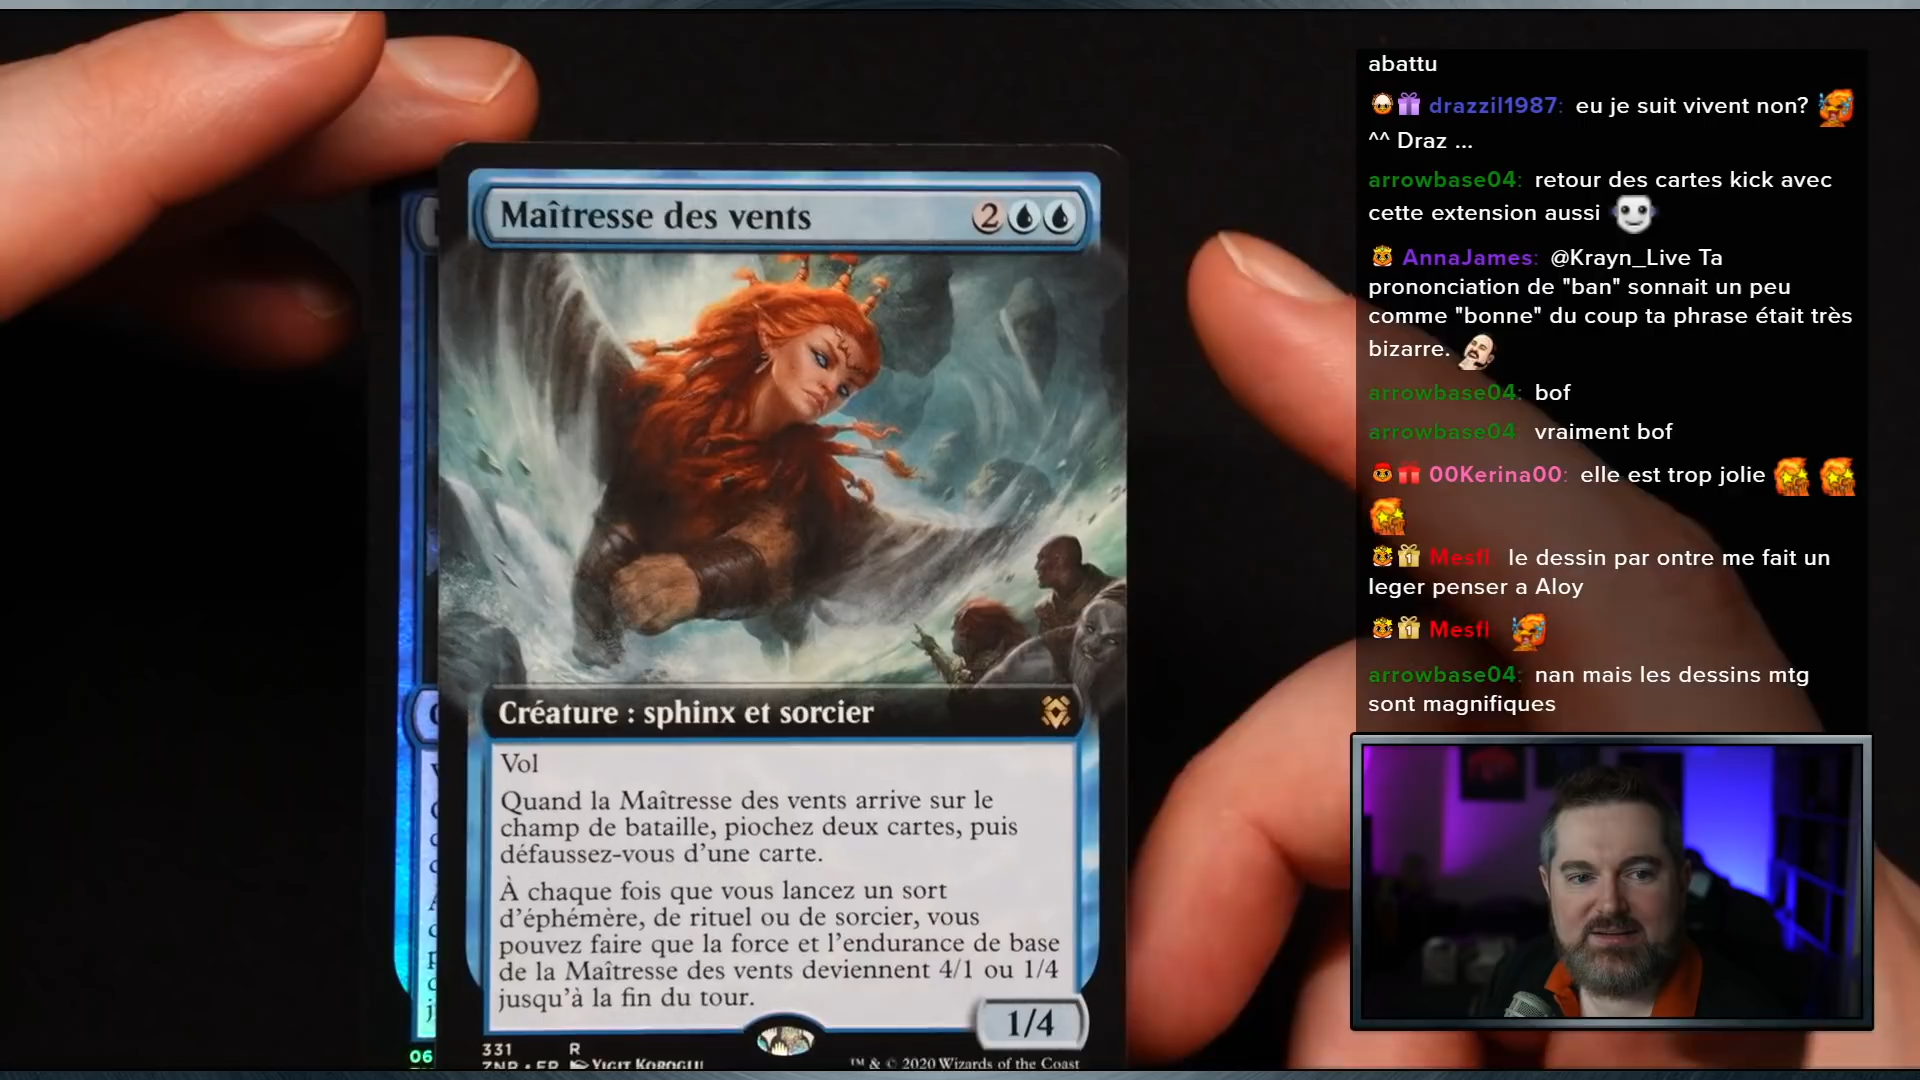 Maîtresse des vents
2
Créature : sphinx et sorcier
Vol
Quand la Maîtresse des vents arrive sur le
champ de bataille, piochez deux cartes, puis
défaussez-vous d'une carte.
À chaque fois que vous lancez un sort
d'éphémère, de rituel ou de sorcier, vous
pouvez faire que la force et l'endurance de base
de la Maîtresse des vents deviennent 4/1 ou 1/4
jusqu'à la fin du tour.
1/4
331 R
ZNR • FR YIGIT KOROGLU
™ & © 2020 Wizards of the Coast
06
abattu
drazzil1987: eu je suit vivent non?
^^ Draz ...
arrowbase04: retour des cartes kick avec
cette extension aussi
AnnaJames: @Krayn_Live Ta
prononciation de "ban" sonnait un peu
comme "bonne" du coup ta phrase était très
bizarre.
arrowbase04: bof
arrowbase04: vraiment bof
00Kerina00: elle est trop jolie
Mesfl le dessin par ontre me fait un
leger penser a Aloy
Mesfl
arrowbase04: nan mais les dessins mtg
sont magnifiques